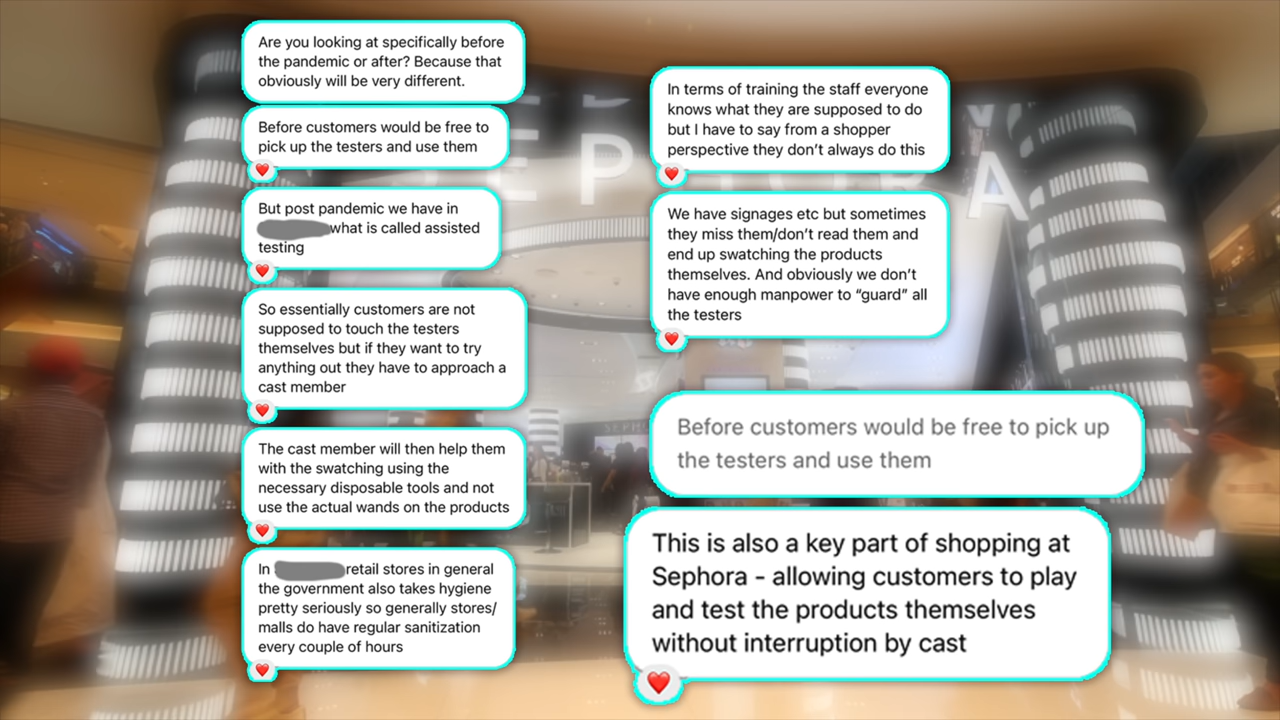 Are you looking at specifically before
the pandemic or after? Because that
obviously will be very different.
Before customers would be free to
pick up the testers and use them
But post pandemic we have in
what is called assisted
testing
So essentially customers are not
supposed to touch the testers
themselves but if they want to try
anything out they have to approach a
cast member
The cast member will then help them
with the swatching using the
necessary disposable tools and not
use the actual wands on the products
In retail stores in general
the government also takes hygiene
pretty seriously so generally stores/
malls do have regular sanitization
every couple of hours
In terms of training the staff everyone
knows what they are supposed to do
but I have to say from a shopper
perspective they don’t always do this
We have signages etc but sometimes
they miss them/don’t read them and
end up swatching the products
themselves. And obviously we don’t
have enough manpower to “guard” all
the testers
Before customers would be free to pick up
the testers and use them
This is also a key part of shopping at
Sephora - allowing customers to play
and test the products themselves
without interruption by cast
SEPHORA